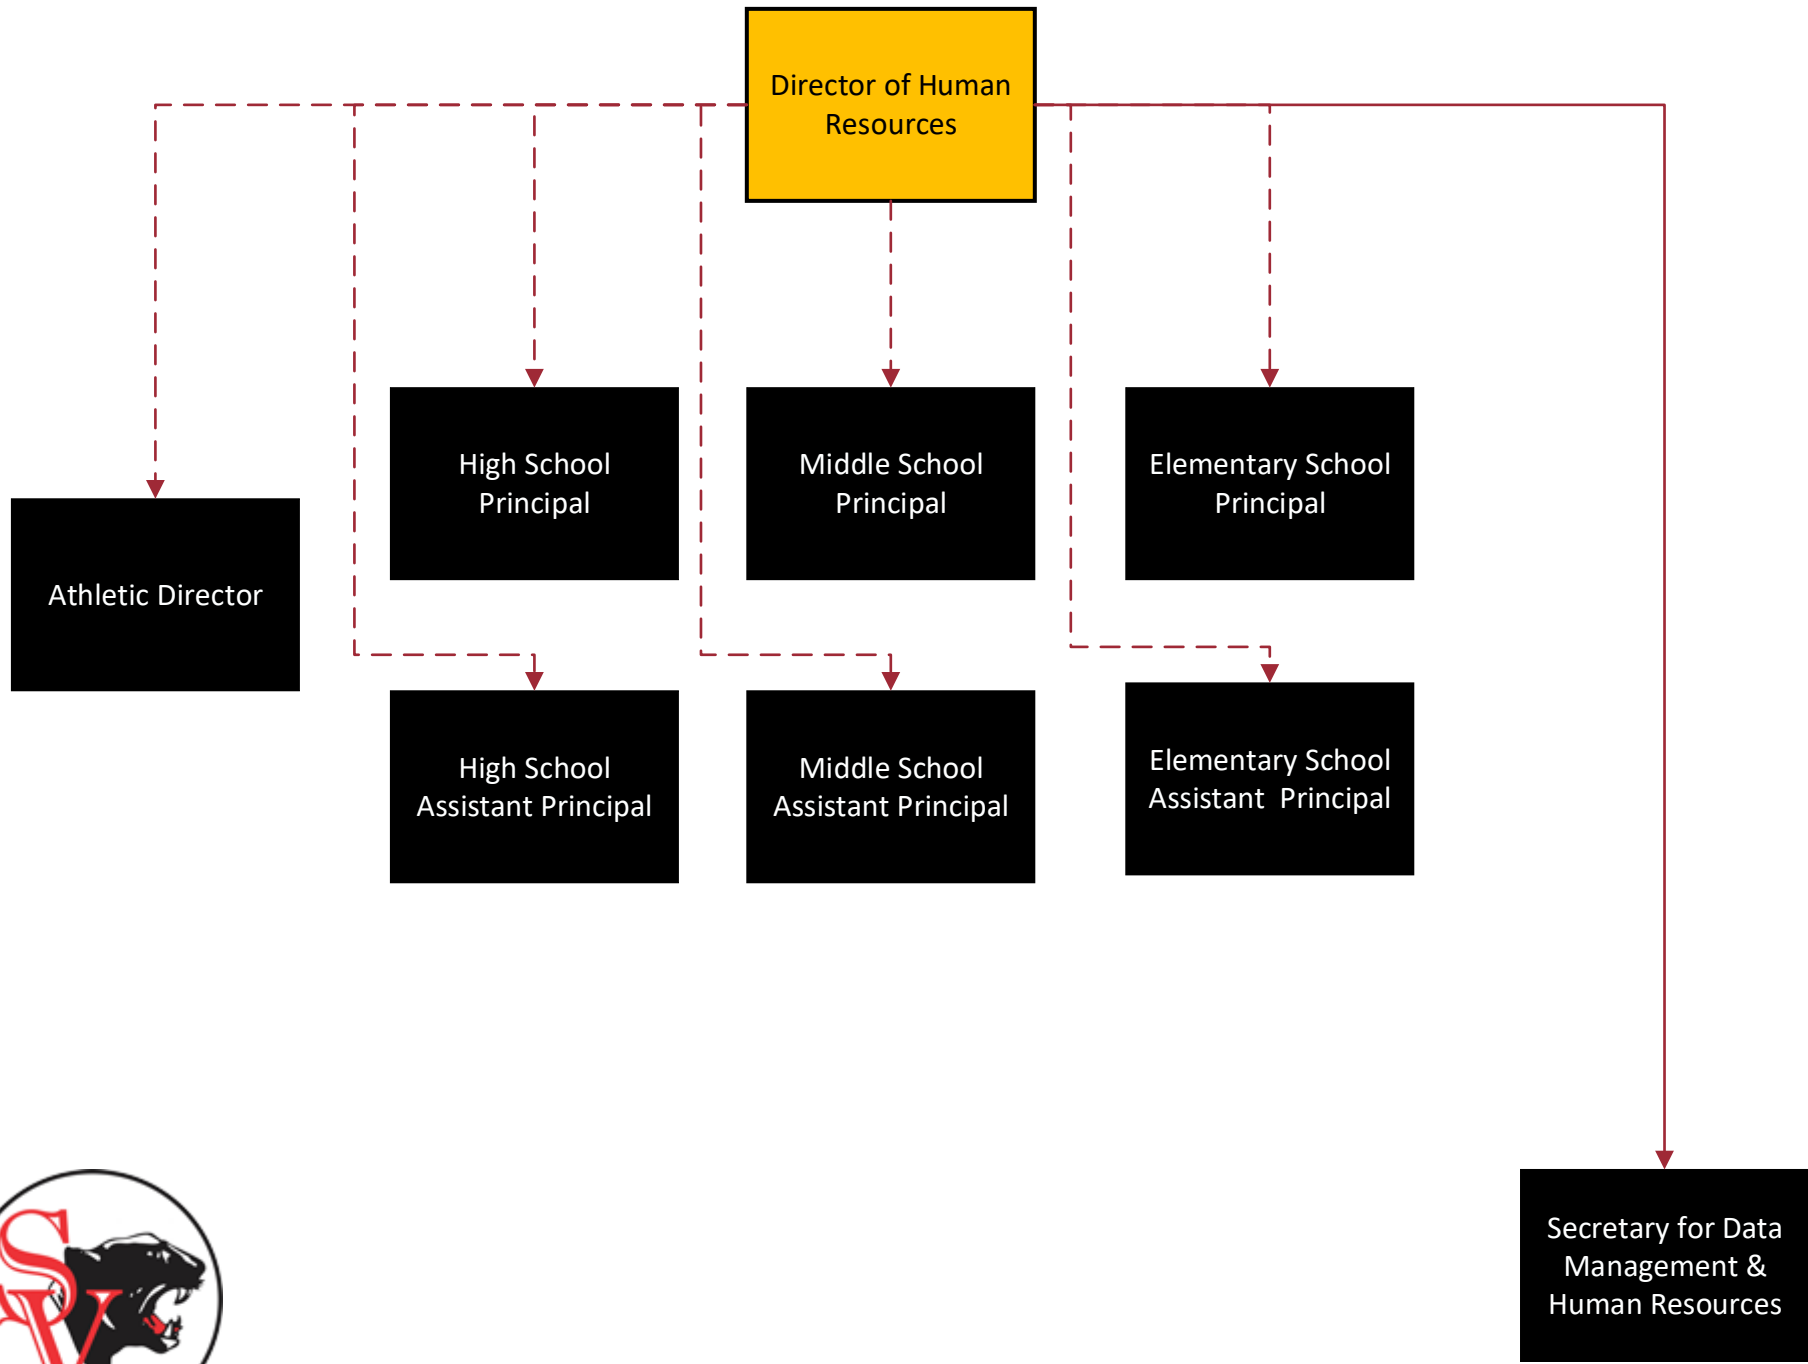 Director of Human
Resources
High School
Principal
Middle School
Principal
Elementary School
Principal
Athletic Director
High School
Assistant Principal
Middle School
Assistant Principal
Elementary School
Assistant  Principal
Secretary for Data
Management &
Human Resources
SV